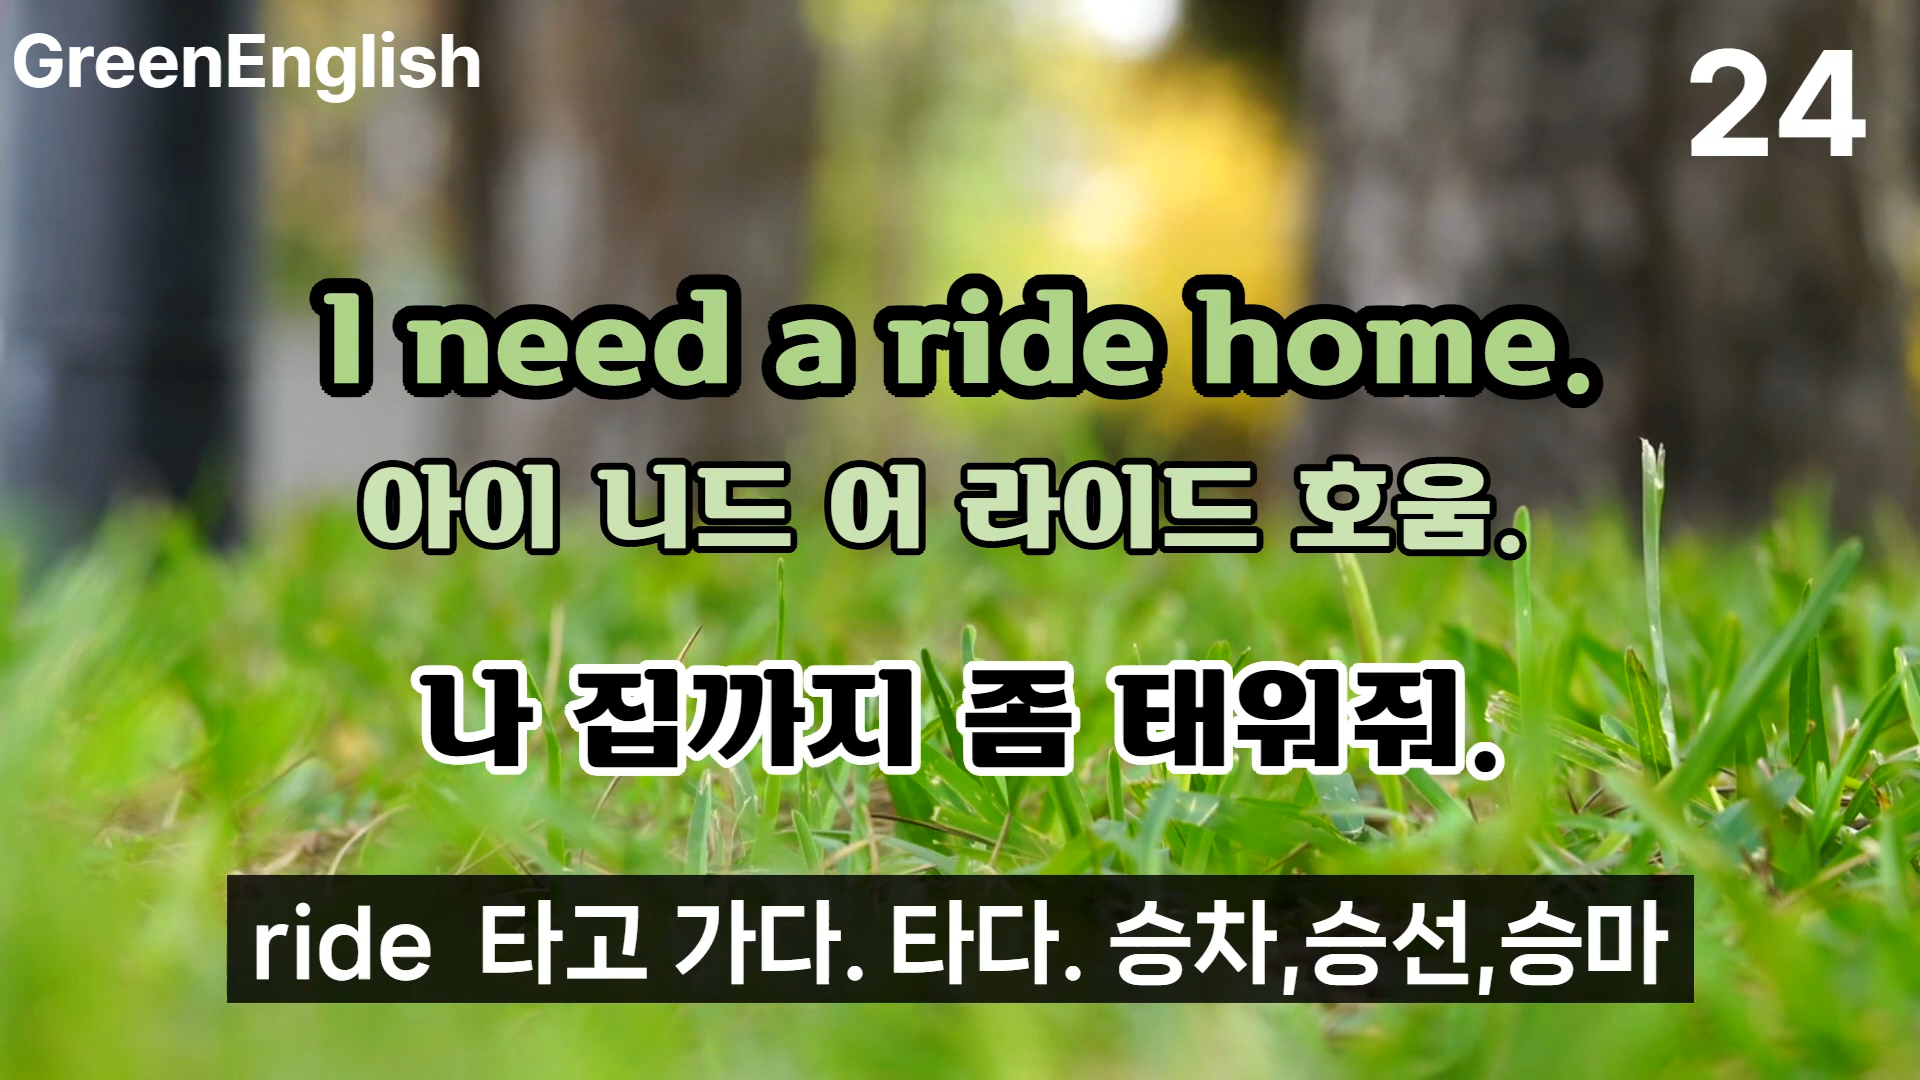 GreenEnglish
24
I need a ride home.
아이 니드 어 라이드 호움.
나 집까지 좀 태워줘.
ride 타고 가다. 타다. 승차,승선,승마